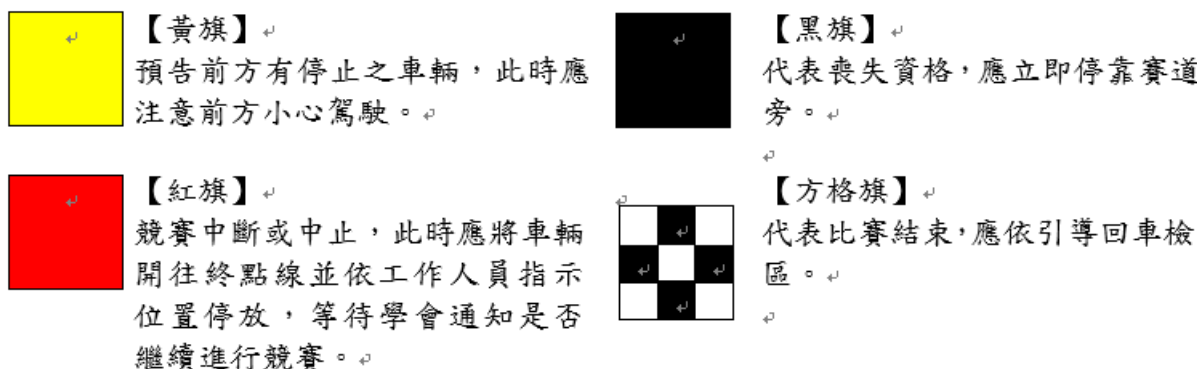 【黃旗】
預告前方有停止之車輛，此時應
注意前方小心駕駛。
【黑旗】
代表喪失資格，應立即停靠賽道
旁。
【紅旗】
競賽中斷或中止，此時應將車輛
開往終點線並依工作人員指示
位置停放，等待學會通知是否
繼續進行競賽。
【方格旗】
代表比賽結束，應依引導回車檢
區。